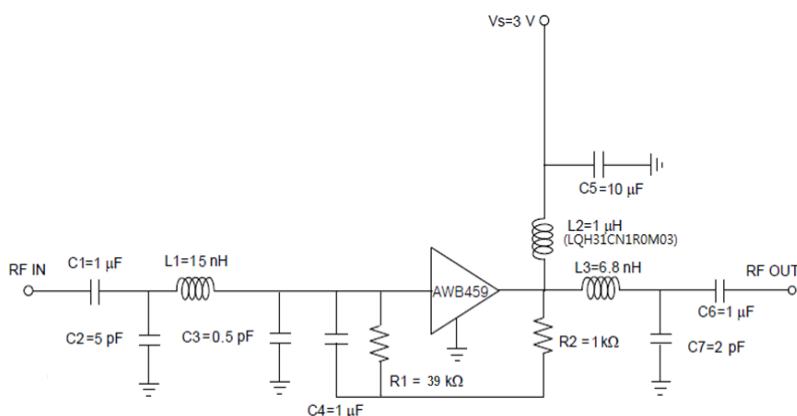 Vs=3 V
C5=10 μF
L2=1 μH
(LQH31CN1R0M03)
RF IN
C1=1 μF
L1=15 nH
AWB459
L3=6.8 nH
RF OUT
C6=1 μF
C2=5 pF
C3=0.5 pF
R2 =1 kΩ
C7=2 pF
R1 = 39 kΩ
C4=1 μF